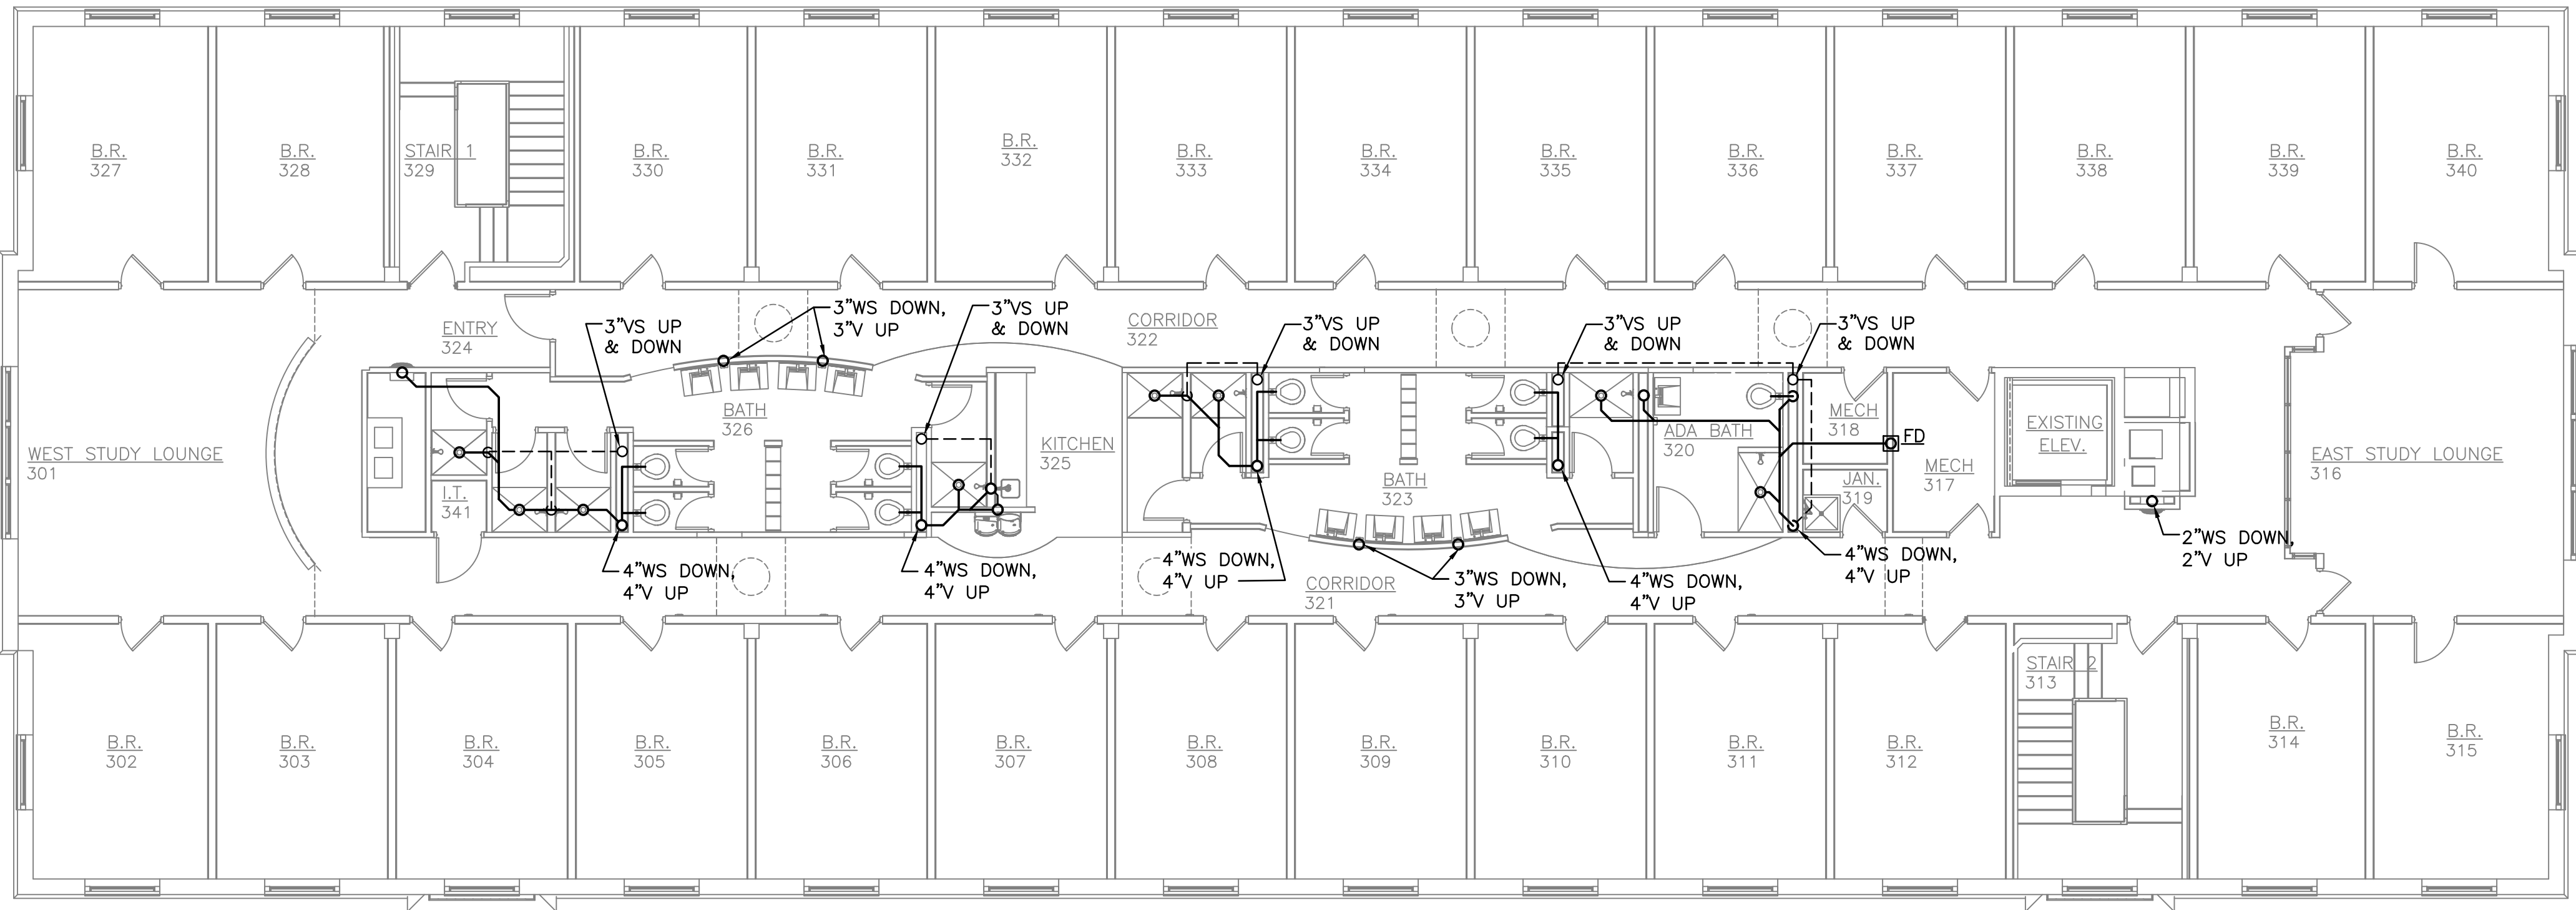 B.R.
327
B.R.
328
STAIR 1
329
B.R.
330
B.R.
331
B.R.
332
B.R.
333
B.R.
334
B.R.
335
B.R.
336
B.R.
337
B.R.
338
B.R.
339
B.R.
340
ENTRY
324
3"VS UP
& DOWN
3"WS DOWN,
3"V UP
3"VS UP
& DOWN
CORRIDOR
322
3"VS UP
& DOWN
3"VS UP
& DOWN
3"VS UP
& DOWN
WEST STUDY LOUNGE
301
I.T.
341
BATH
326
KITCHEN
325
BATH
323
ADA BATH
320
MECH
318
FD
JAN.
319
MECH
317
EXISTING
ELEV.
EAST STUDY LOUNGE
316
4"WS DOWN,
4"V UP
4"WS DOWN,
4"V UP
4"WS DOWN,
4"V UP
CORRIDOR
321
3"WS DOWN,
3"V UP
4"WS DOWN,
4"V UP
4"WS DOWN,
4"V UP
2"WS DOWN,
2"V UP
B.R.
302
B.R.
303
B.R.
304
B.R.
305
B.R.
306
B.R.
307
B.R.
308
B.R.
309
B.R.
310
B.R.
311
B.R.
312
STAIR 2
313
B.R.
314
B.R.
315